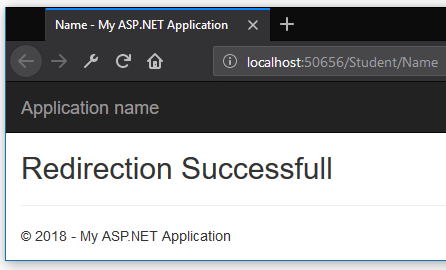 Name - My ASP.NET Application
localhost:50656/Student/Name
Application name
Redirection Successfull
© 2018 - My ASP.NET Application